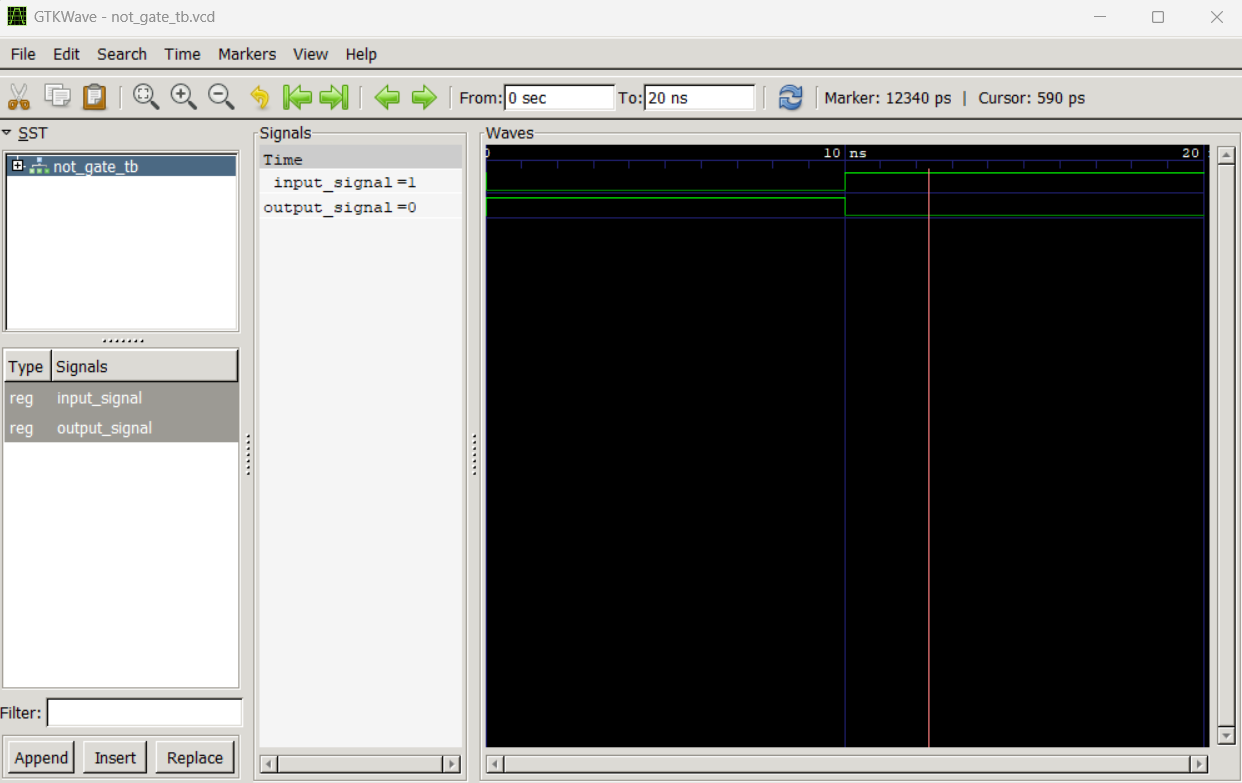 GTKWave - not_gate_tb.vcd
File Edit Search Time Markers View Help
From: 0 sec To: 20 ns Marker: 12340 ps | Cursor: 590 ps
SST
not_gate_tb
Type Signals
reg input_signal
reg output_signal
Filter:
Append Insert Replace
Signals
Time
input_signal =1
output_signal =0
Waves
0 10 ns 20